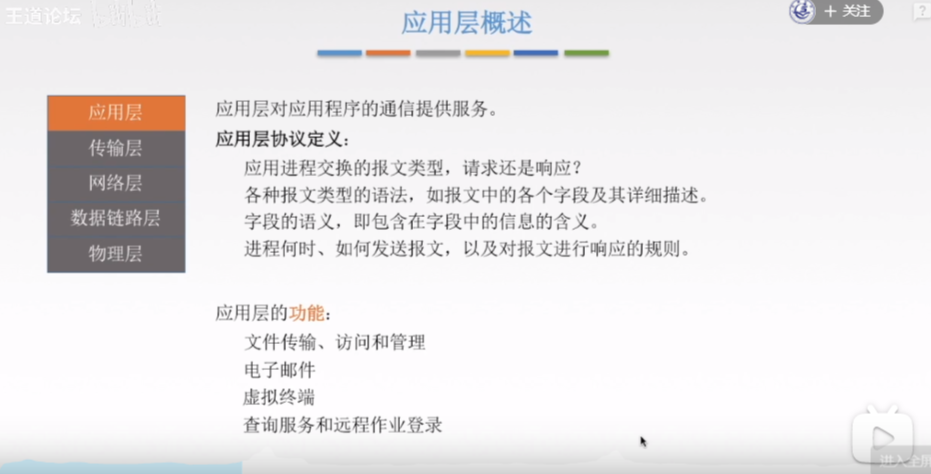 王道论坛
应用层概述
+ 关注
?
应用层
传输层
网络层
数据链路层
物理层
应用层对应用程序的通信提供服务。
应用层协议定义：
应用进程交换的报文类型，请求还是响应？
各种报文类型的语法，如报文中的各个字段及其详细描述。
字段的语义，即包含在字段中的信息的含义。
进程何时、如何发送报文，以及对报文进行响应的规则。
应用层的功能：
文件传输、访问和管理
电子邮件
虚拟终端
查询服务和远程作业登录
进入全屏